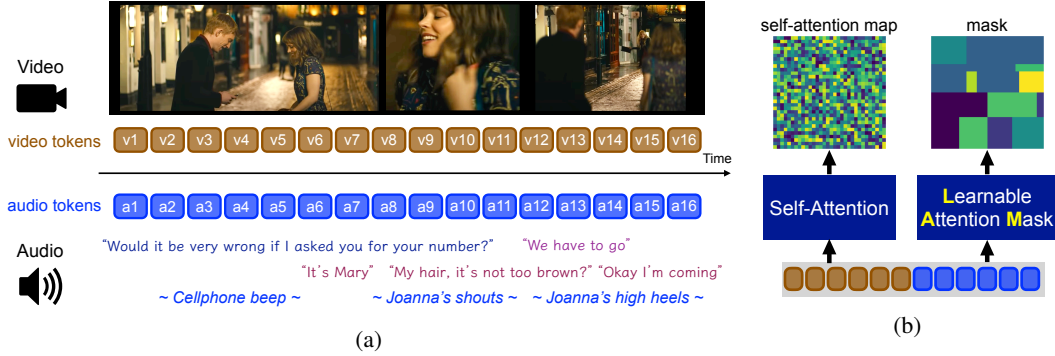 Video
video tokens
v1 v2 v3 v4 v5 v6 v7 v8 v9 v10 v11 v12 v13 v14 v15 v16
Time
audio tokens
a1 a2 a3 a4 a5 a6 a7 a8 a9 a10 a11 a12 a13 a14 a15 a16
Audio
“Would it be very wrong if I asked you for your number?” “We have to go”
“It's Mary” “My hair, it's not too brown?” “Okay I'm coming”
~ Cellphone beep ~ ~ Joanna's shouts ~ ~ Joanna's high heels ~
(a)
self-attention map mask
Self-Attention
Learnable
Attention Mask
(b)